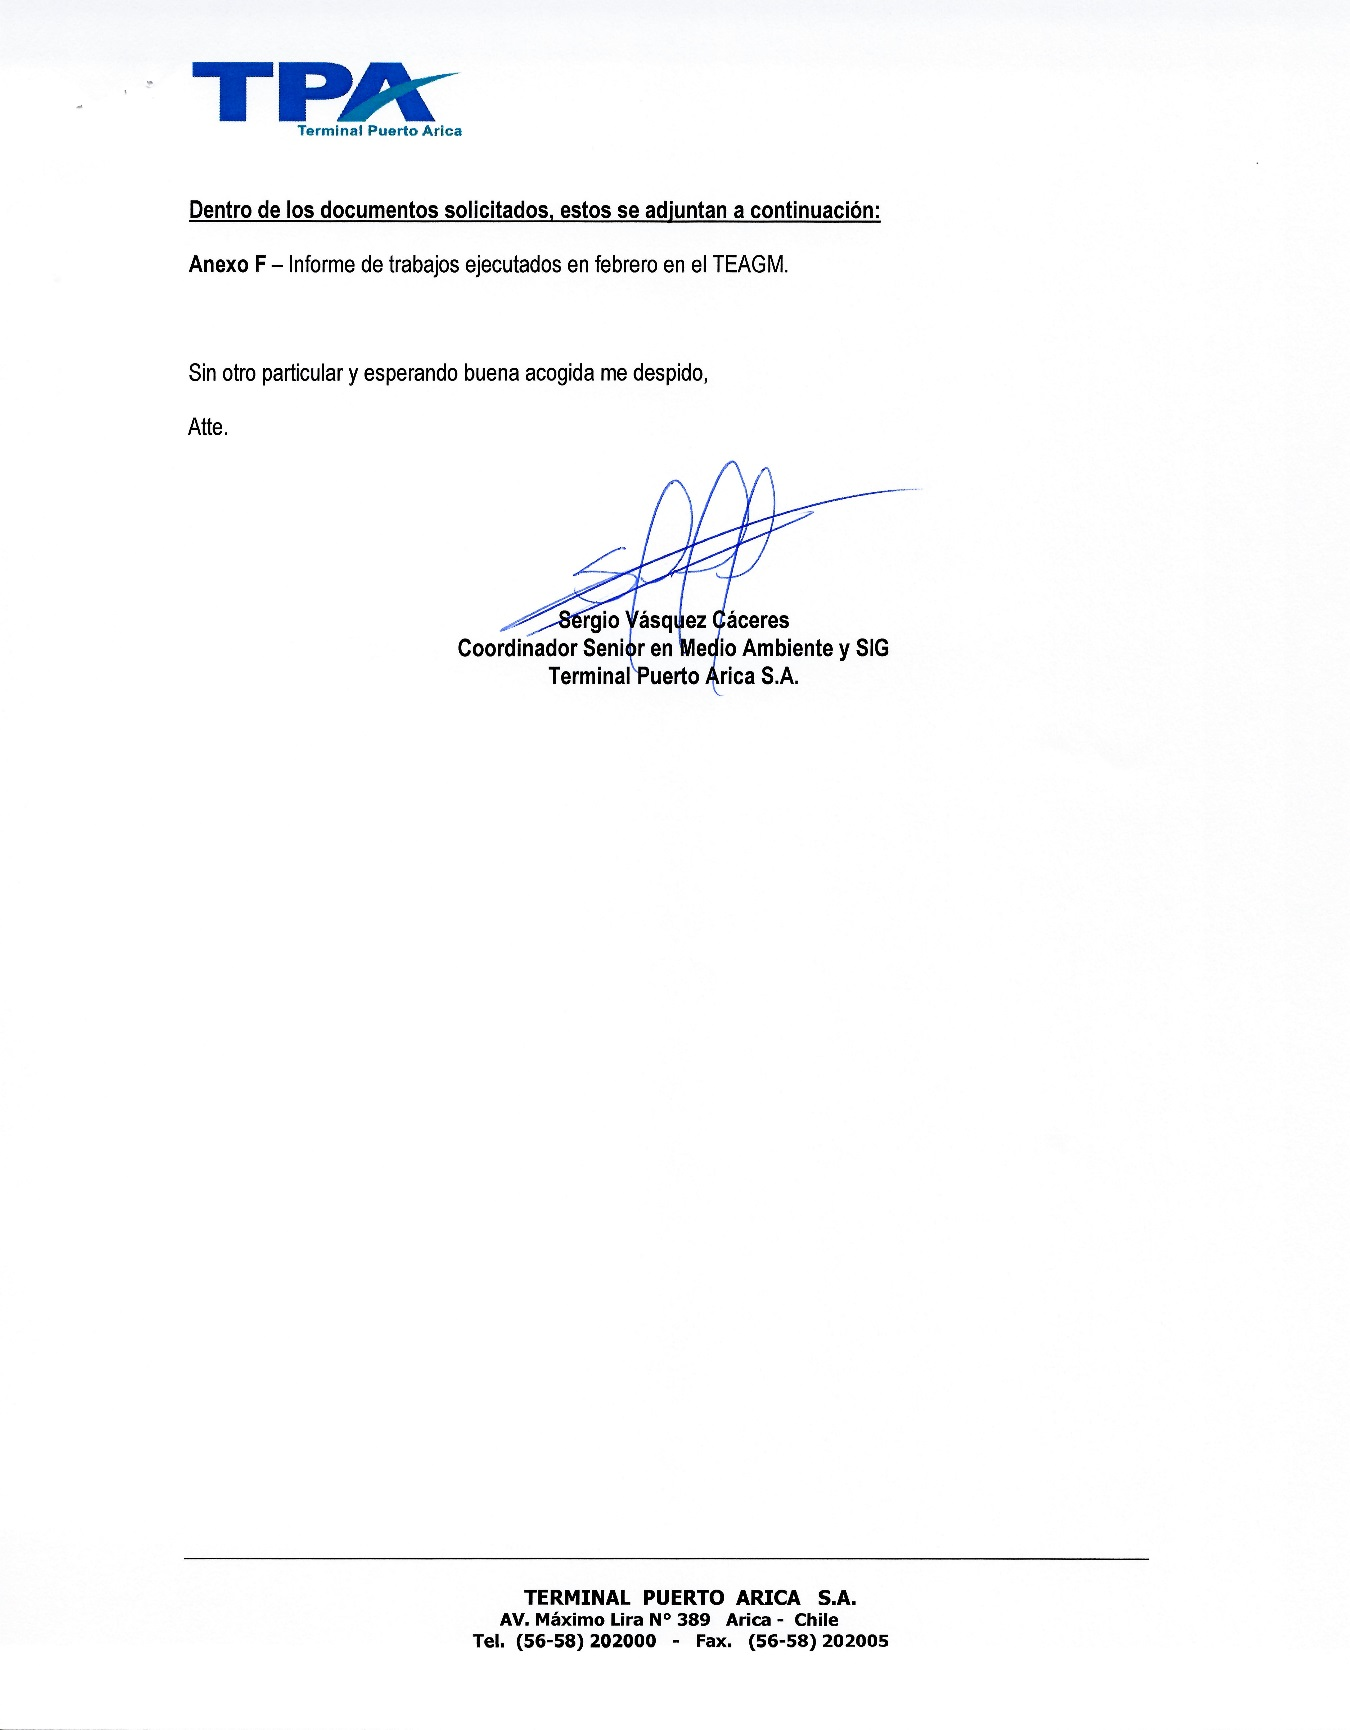 TPA
Terminal Puerto Arica
Dentro de los documentos solicitados, estos se adjuntan a continuación:
Anexo F – Informe de trabajos ejecutados en febrero en el TEAGM.
Sin otro particular y esperando buena acogida me despido,
Atte.
Sergio Vásquez Cáceres
Coordinador Senior en Medio Ambiente y SIG
Terminal Puerto Arica S.A.
TERMINAL PUERTO ARICA S.A.
AV. Máximo Lira Nº 389 Arica - Chile
Tel. (56-58) 202000 - Fax. (56-58) 202005